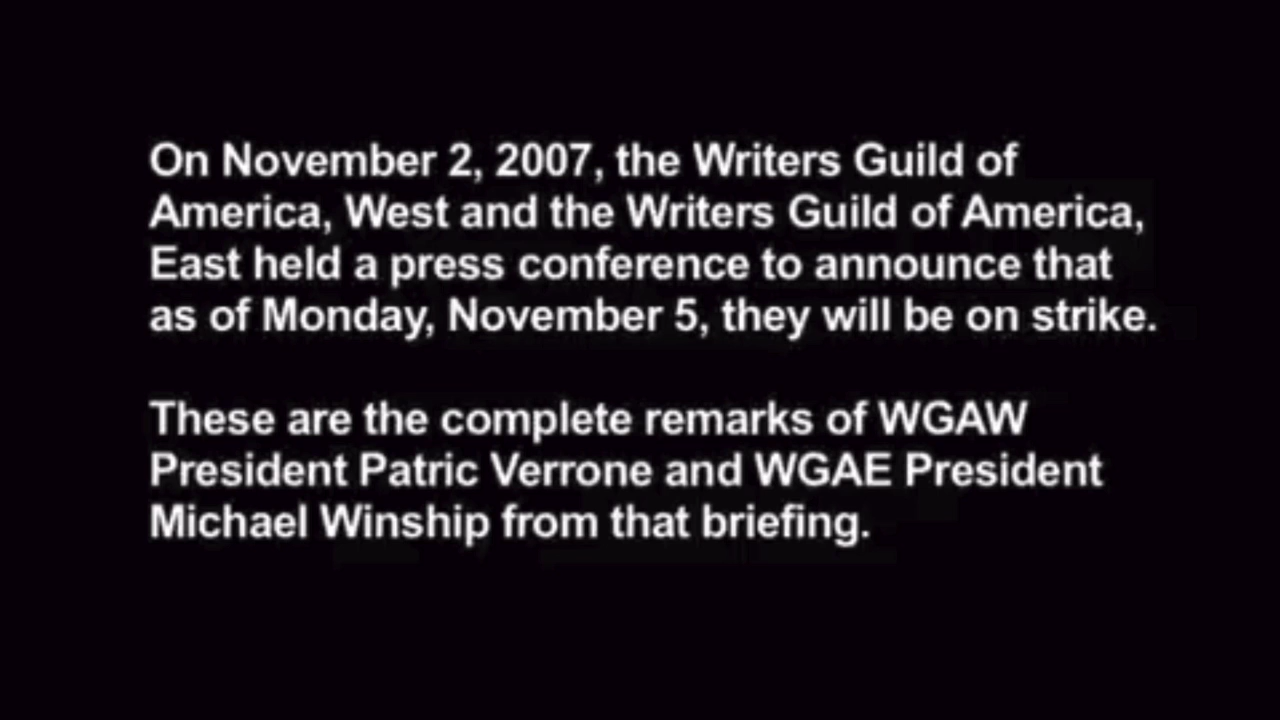 On November 2, 2007, the Writers Guild of
America, West and the Writers Guild of America,
East held a press conference to announce that
as of Monday, November 5, they will be on strike.
These are the complete remarks of WGAW
President Patric Verrone and WGAE President
Michael Winship from that briefing.